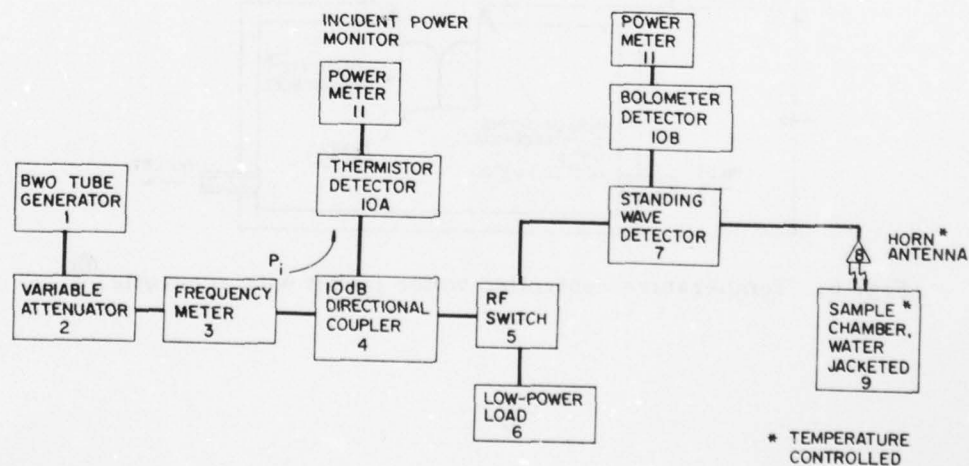 INCIDENT POWER
MONITOR
POWER
METER
11
POWER
METER
11
BOLOMETER
DETECTOR
10B
THERMISTOR
DETECTOR
10A
BWO TUBE
GENERATOR
1
STANDING
WAVE
DETECTOR
7
HORN*
ANTENNA
8
Pi
VARIABLE
ATTENUATOR
2
FREQUENCY
METER
3
10dB
DIRECTIONAL
COUPLER
4
RF
SWITCH
5
SAMPLE *
CHAMBER,
WATER
JACKETED
9
LOW-POWER
LOAD
6
* TEMPERATURE
CONTROLLED